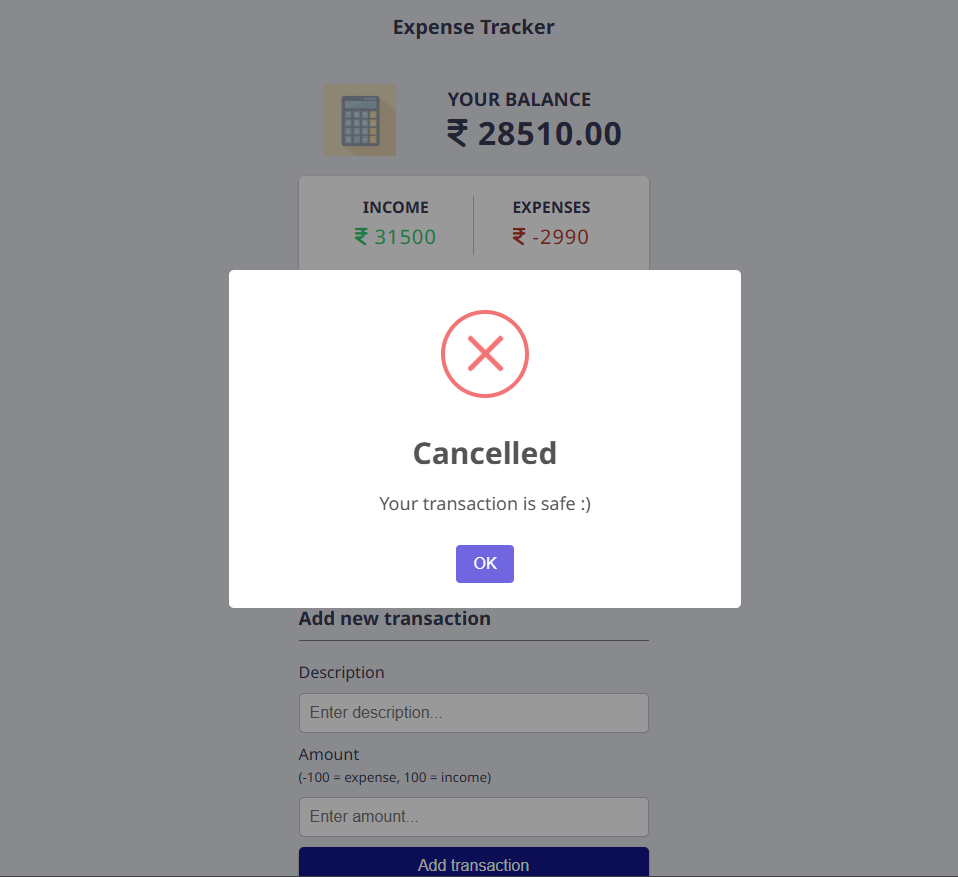 Expense Tracker
YOUR BALANCE
₹ 28510.00
INCOME
EXPENSES
₹ 31500
₹ -2990
Cancelled
Your transaction is safe :)
OK
Add new transaction
Description
Enter description...
Amount
(-100 = expense, 100 = income)
Enter amount...
Add transaction